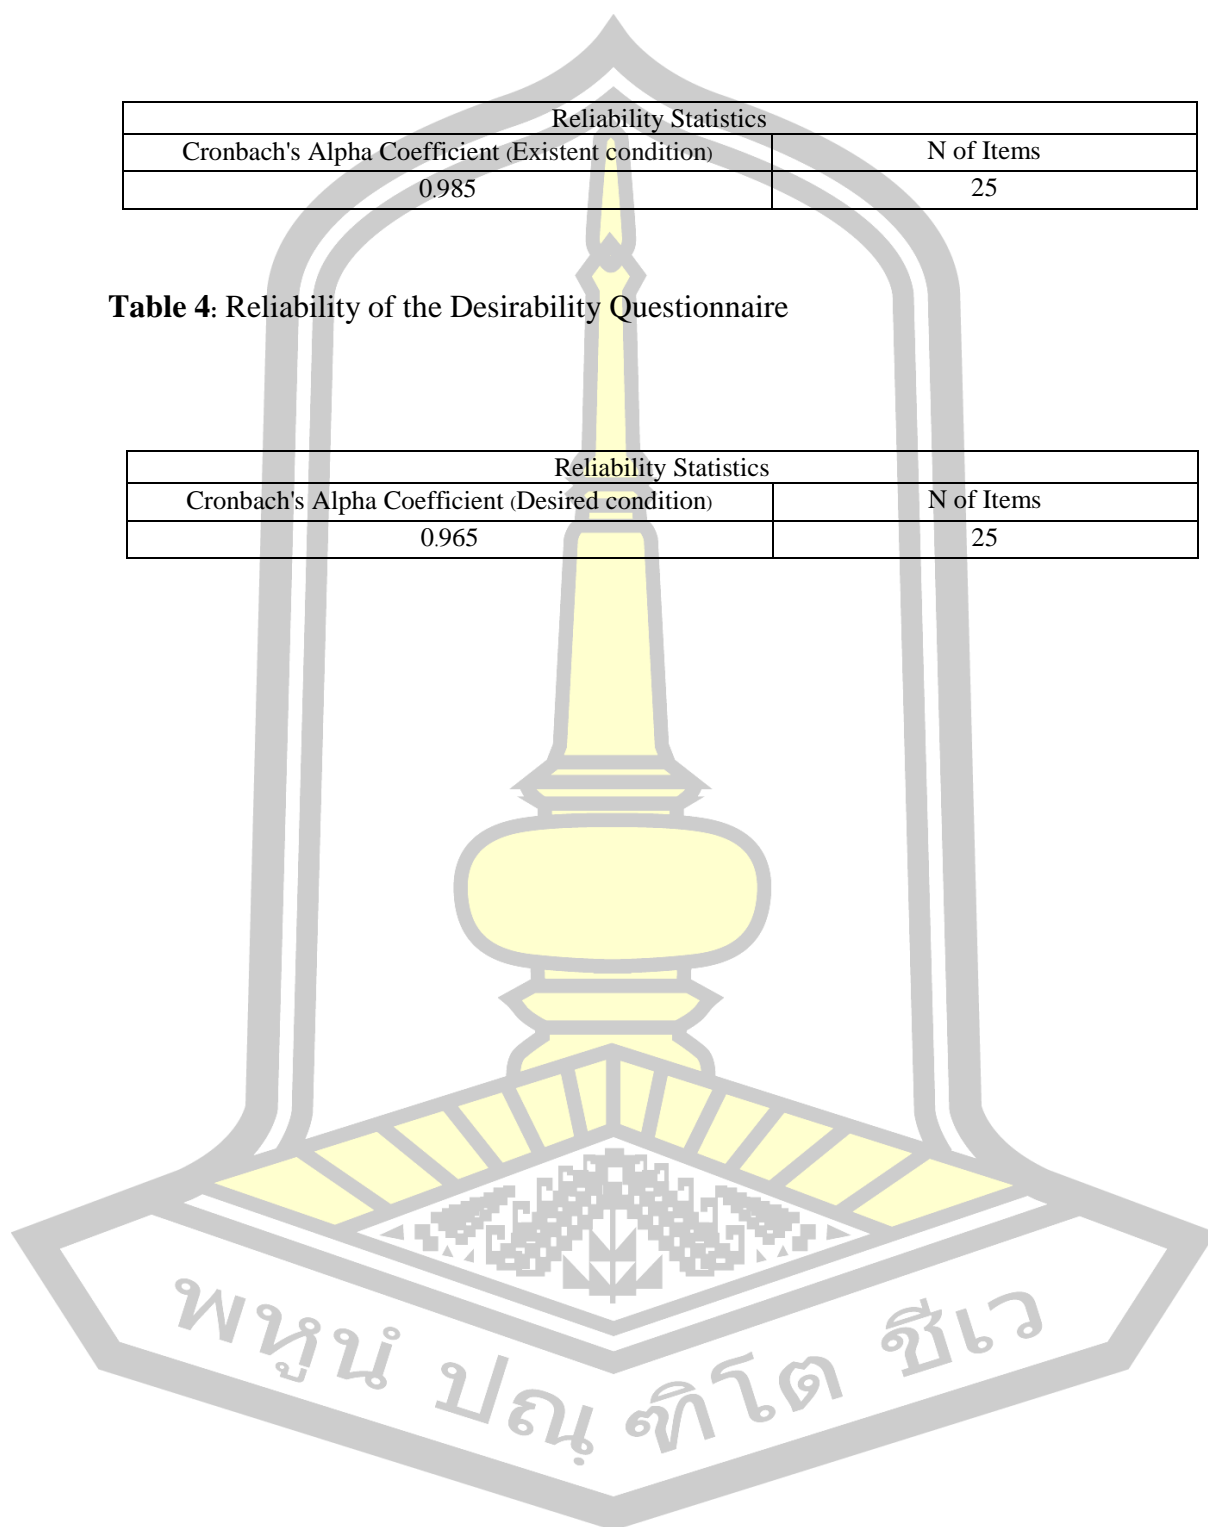 Reliability Statistics
Cronbach's Alpha Coefficient (Existent condition) N of Items
0.985 25
Table 4: Reliability of the Desirability Questionnaire
Reliability Statistics
Cronbach's Alpha Coefficient (Desired condition) N of Items
0.965 25
พหูนํ ปณฺฑิโต ชีเว